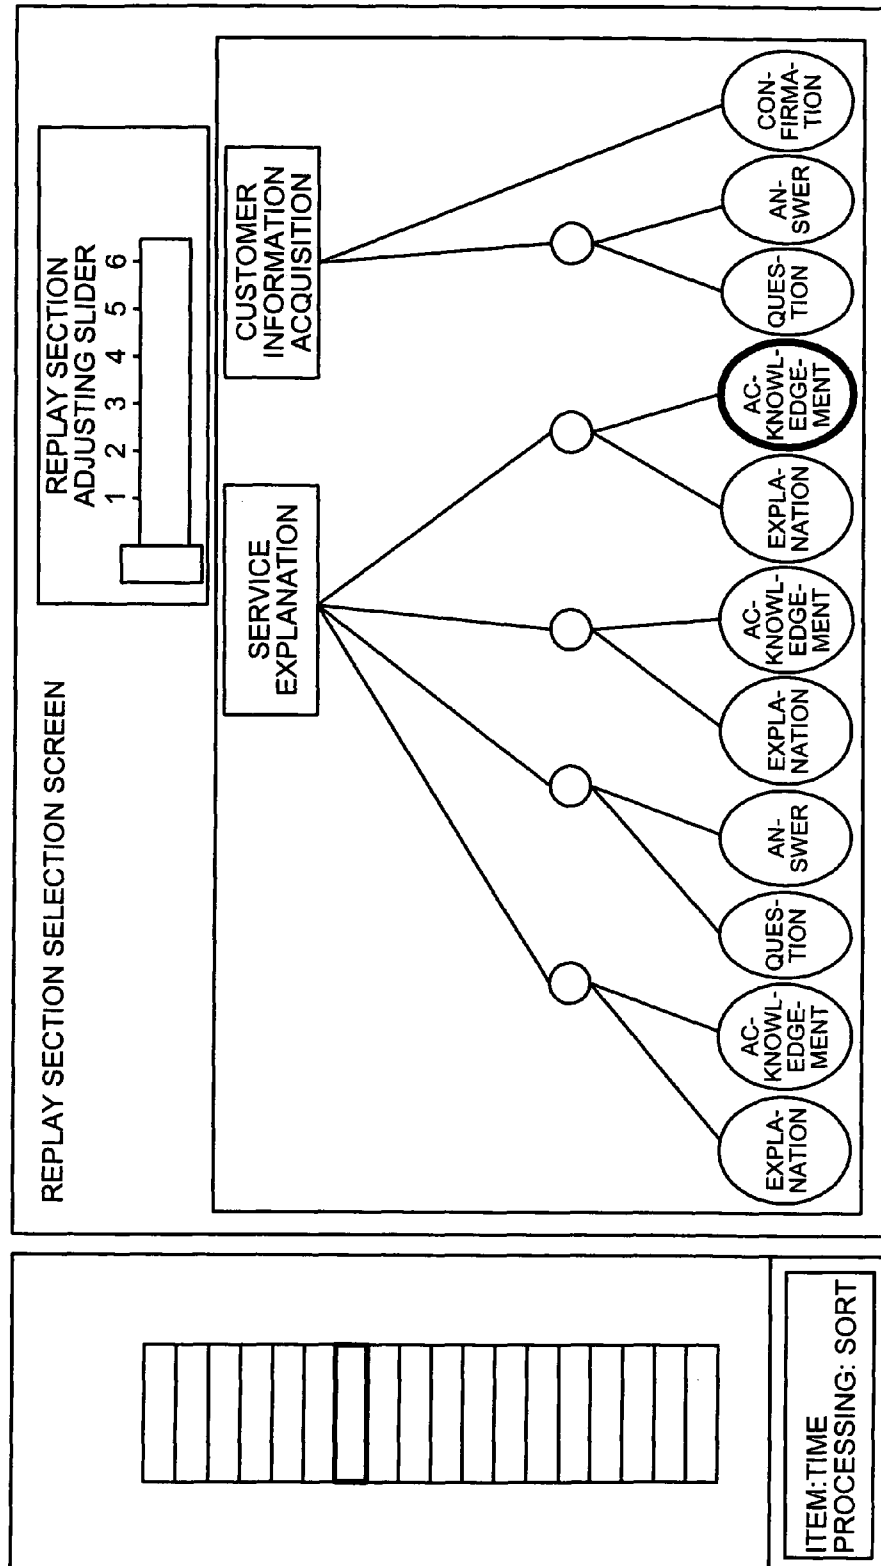 REPLAY SECTION SELECTION SCREEN
REPLAY SECTION
ADJUSTING SLIDER
1 2 3 4 5 6
SERVICE
EXPLANATION
CUSTOMER
INFORMATION
ACQUISITION
EXPLA-
NATION
AC-
KNOWL-
EDGE-
MENT
QUES-
TION
AN-
SWER
EXPLA-
NATION
AC-
KNOWL-
EDGE-
MENT
EXPLA-
NATION
AC-
KNOWL-
EDGE-
MENT
QUES-
TION
AN-
SWER
CON-
FIRMA-
TION
ITEM:TIME
PROCESSING: SORT